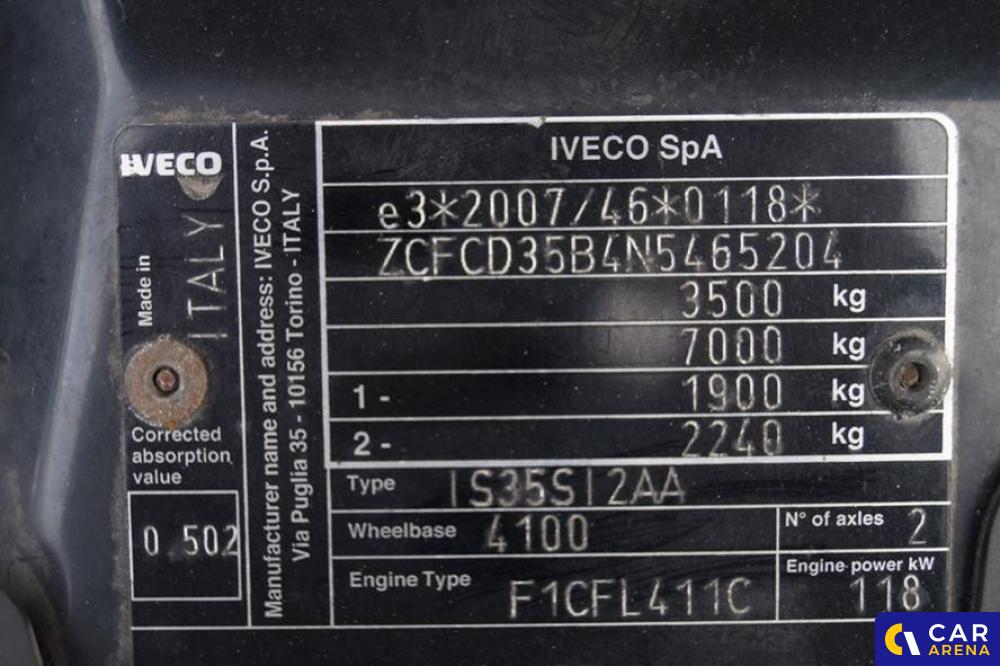 IVECO
Made in
ITALY
Corrected
absorption
value
0.502
Manufacturer name and address: IVECO S.p.A.
Via Puglia 35 - 10156 Torino - ITALY
IVECO SpA
e3*2007/46*0118*
ZCFCD35B4N5465204
3500 kg
7000 kg
1 - 1900 kg
2 - 2240 kg
Type IS35SI2AA
Wheelbase 4100
N° of axles 2
Engine Type F1CFL411C
Engine power kW
118
CAR
ARENA